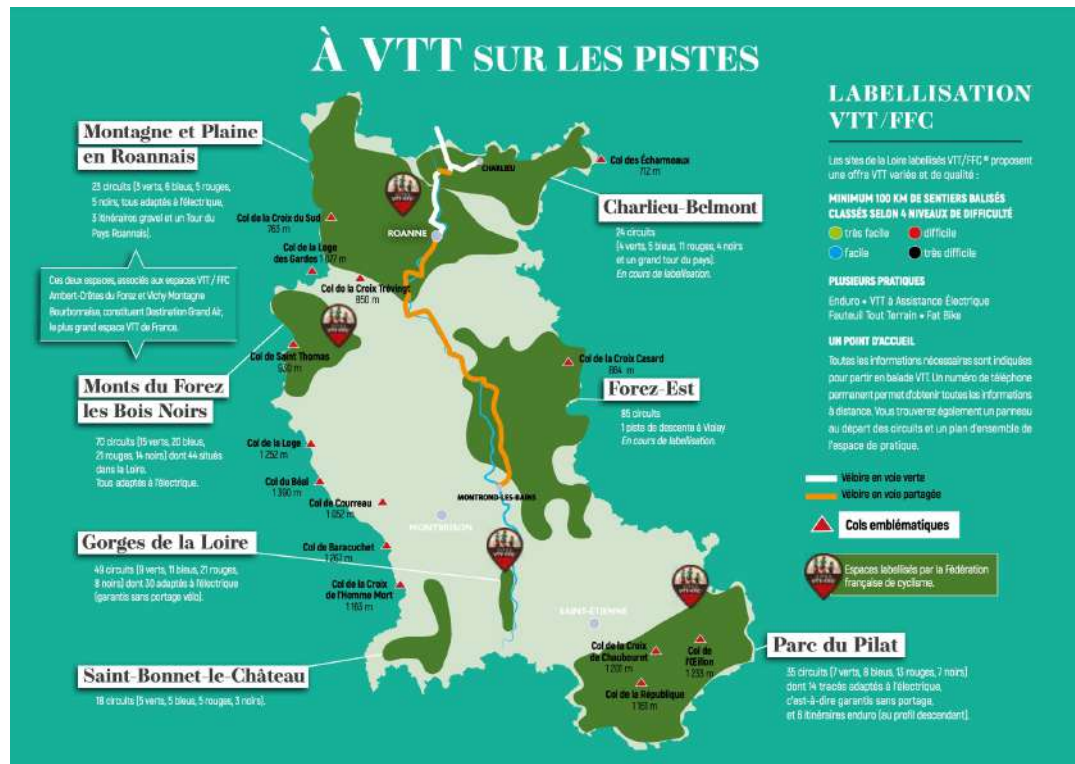 À VTT SUR LES PISTES
Montagne et Plaine
en Roannais
23 circuits (3 verts, 6 bleus, 5 rouges,
5 noirs, tous adaptés à l'électrique,
3 itinéraires gravel et un Tour du
Pays Roannais).
Ces deux espaces, associés aux espaces VTT / FFC
Ambert-Crêtes du Forez et Vichy Montagne
Bourbonnaise, constituent Destination Grand Air,
le plus grand espace VTT de France.
Monts du Forez
les Bois Noirs
70 circuits (15 verts, 20 bleus,
21 rouges, 14 noirs) dont 44 situés
dans la Loire.
Tous adaptés à l'électrique.
Gorges de la Loire
49 circuits (9 verts, 11 bleus, 21 rouges,
8 noirs) dont 30 adaptés à l'électrique
(garantis sans portage vélo).
Saint-Bonnet-le-Château
18 circuits (5 verts, 5 bleus, 5 rouges, 3 noirs).
Col de la Croix du Sud
763 m
Col de la Loge
des Gardes 1 077 m
Col de la Croix Trévingt
850 m
Col de Saint Thomas
930 m
Col de la Loge
1 252 m
Col du Béal
1 390 m
Col de Courreau
1 052 m
Col de Baracuchet
Col de la Croix
de l'Homme Mort
1 163 m
CHARLIEU
ROANNE
MONTROND-LES-BAINS
MONTBRISON
SAINT-ÉTIENNE
Col des Écharmeaux
712 m
Charlieu-Belmont
24 circuits
(4 verts, 5 bleus, 11 rouges, 4 noirs
et un grand tour du pays).
En cours de labellisation.
Col de la Croix Casard
664 m
Forez-Est
85 circuits
1 piste de descente à Violay
En cours de labellisation.
Col de la Croix
de Chaubouret
1 201 m
Col de
l'Œillon
1 233 m
Col de la République
1 161 m
Parc du Pilat
35 circuits (7 verts, 8 bleus, 13 rouges, 7 noirs)
dont 14 tracés adaptés à l'électrique,
c'est-à-dire garantis sans portage,
et 6 itinéraires enduro (au profil descendant).
LABELLISATION
VTT/FFC
Les sites de la Loire labellisés VTT/FFC ® proposent
une offre VTT variée et de qualité :
MINIMUM 100 KM DE SENTIERS BALISÉS
CLASSÉS SELON 4 NIVEAUX DE DIFFICULTÉ
très facile
difficile
facile
très difficile
PLUSIEURS PRATIQUES
Enduro • VTT à Assistance Électrique
Fauteuil Tout Terrain • Fat Bike
UN POINT D'ACCUEIL
Toutes les informations nécessaires sont indiquées
pour partir en balade VTT. Un numéro de téléphone
permanent permet d'obtenir toutes les informations
à distance. Vous trouverez également un panneau
au départ des circuits et un plan d'ensemble de
l'espace de pratique.
Véloire en voie verte
Véloire en voie partagée
Cols emblématiques
Espaces labellisés par la Fédération
française de cyclisme.